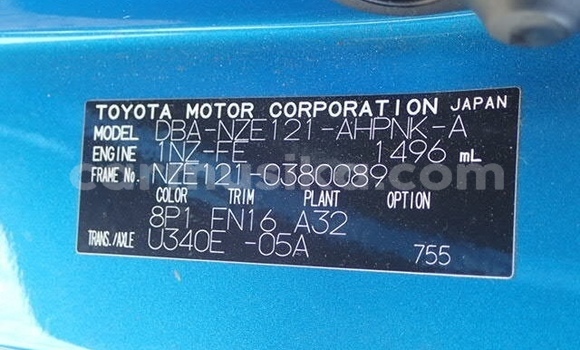 TOYOTA MOTOR CORPORATION JAPAN
MODEL DBA-NZE121-AHPNK-A
ENGINE 1NZ-FE 1496 mL
FRAME No. NZE121-0380089
COLOR TRIM PLANT OPTION
8P1 EN16 A32
TRANS./AXLE U340E -05A
755